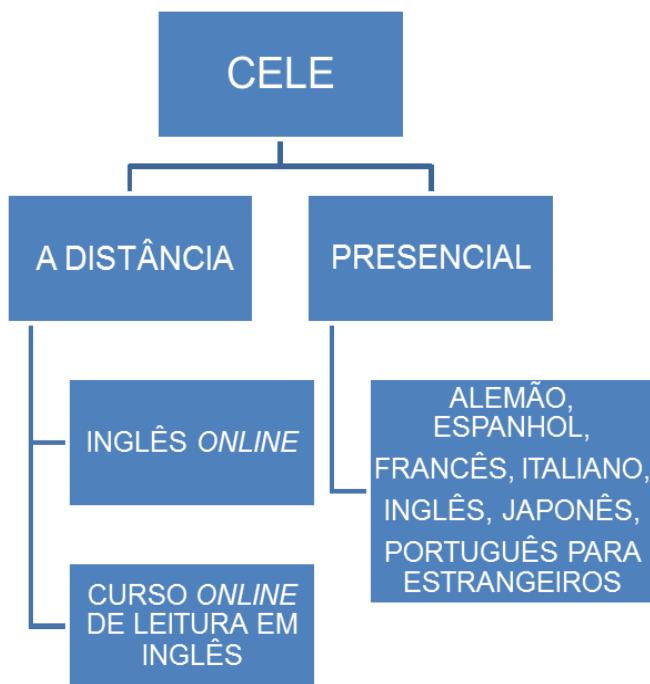 CELE
A DISTÂNCIA
PRESENCIAL
INGLÊS ONLINE
CURSO ONLINE
DE LEITURA EM
INGLÊS
ALEMÃO,
ESPANHOL,
FRANCÊS, ITALIANO,
INGLÊS, JAPONÊS,
PORTUGUÊS PARA
ESTRANGEIROS